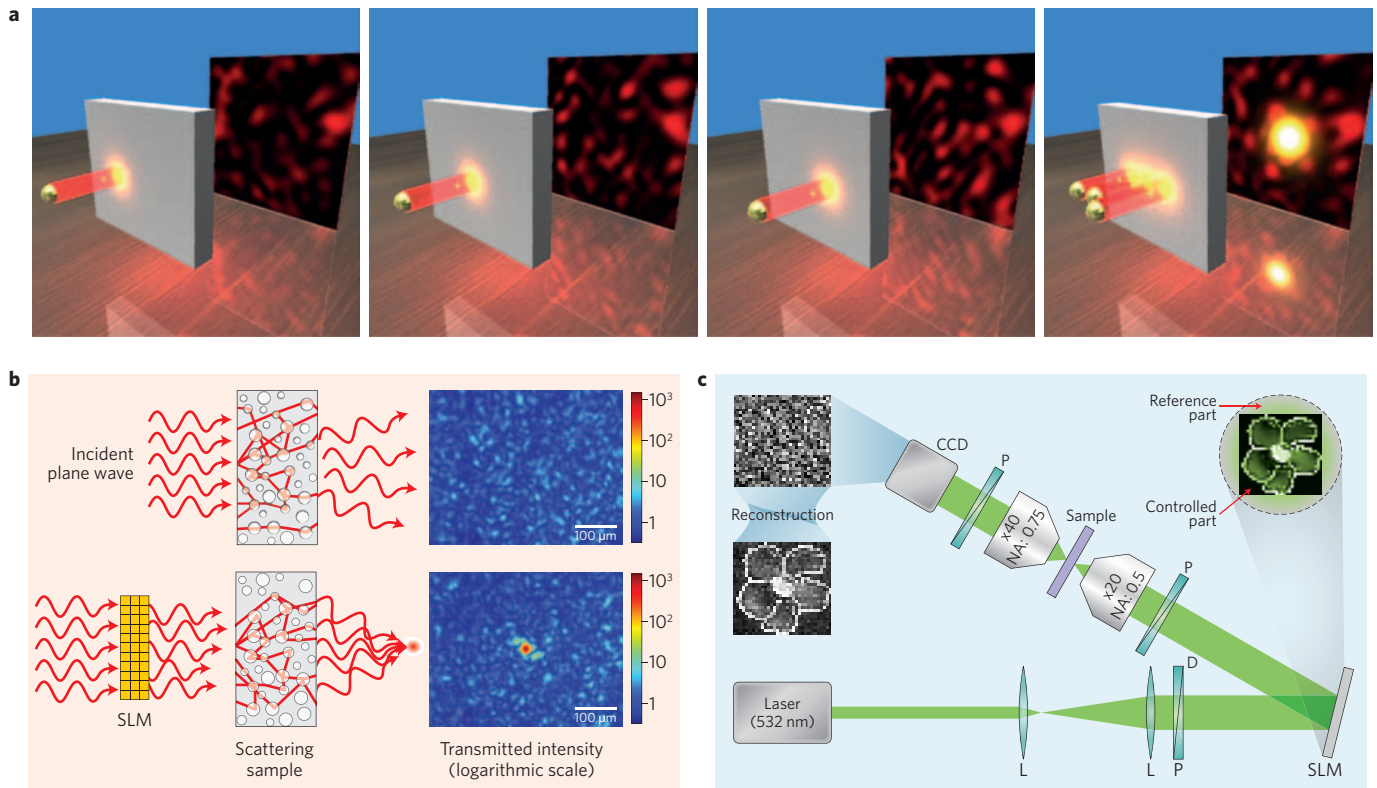 a
b
Incident
plane wave
10³
10²
10
1
100 µm
SLM
Scattering
sample
10³
10²
10
1
100 µm
Transmitted intensity
(logarithmic scale)
c
Reconstruction
CCD
P
x40
NA: 0.75
Sample
x20
NA: 0.5
P
Reference
part
Controlled
part
Laser
(532 nm)
L
L
D
P
SLM